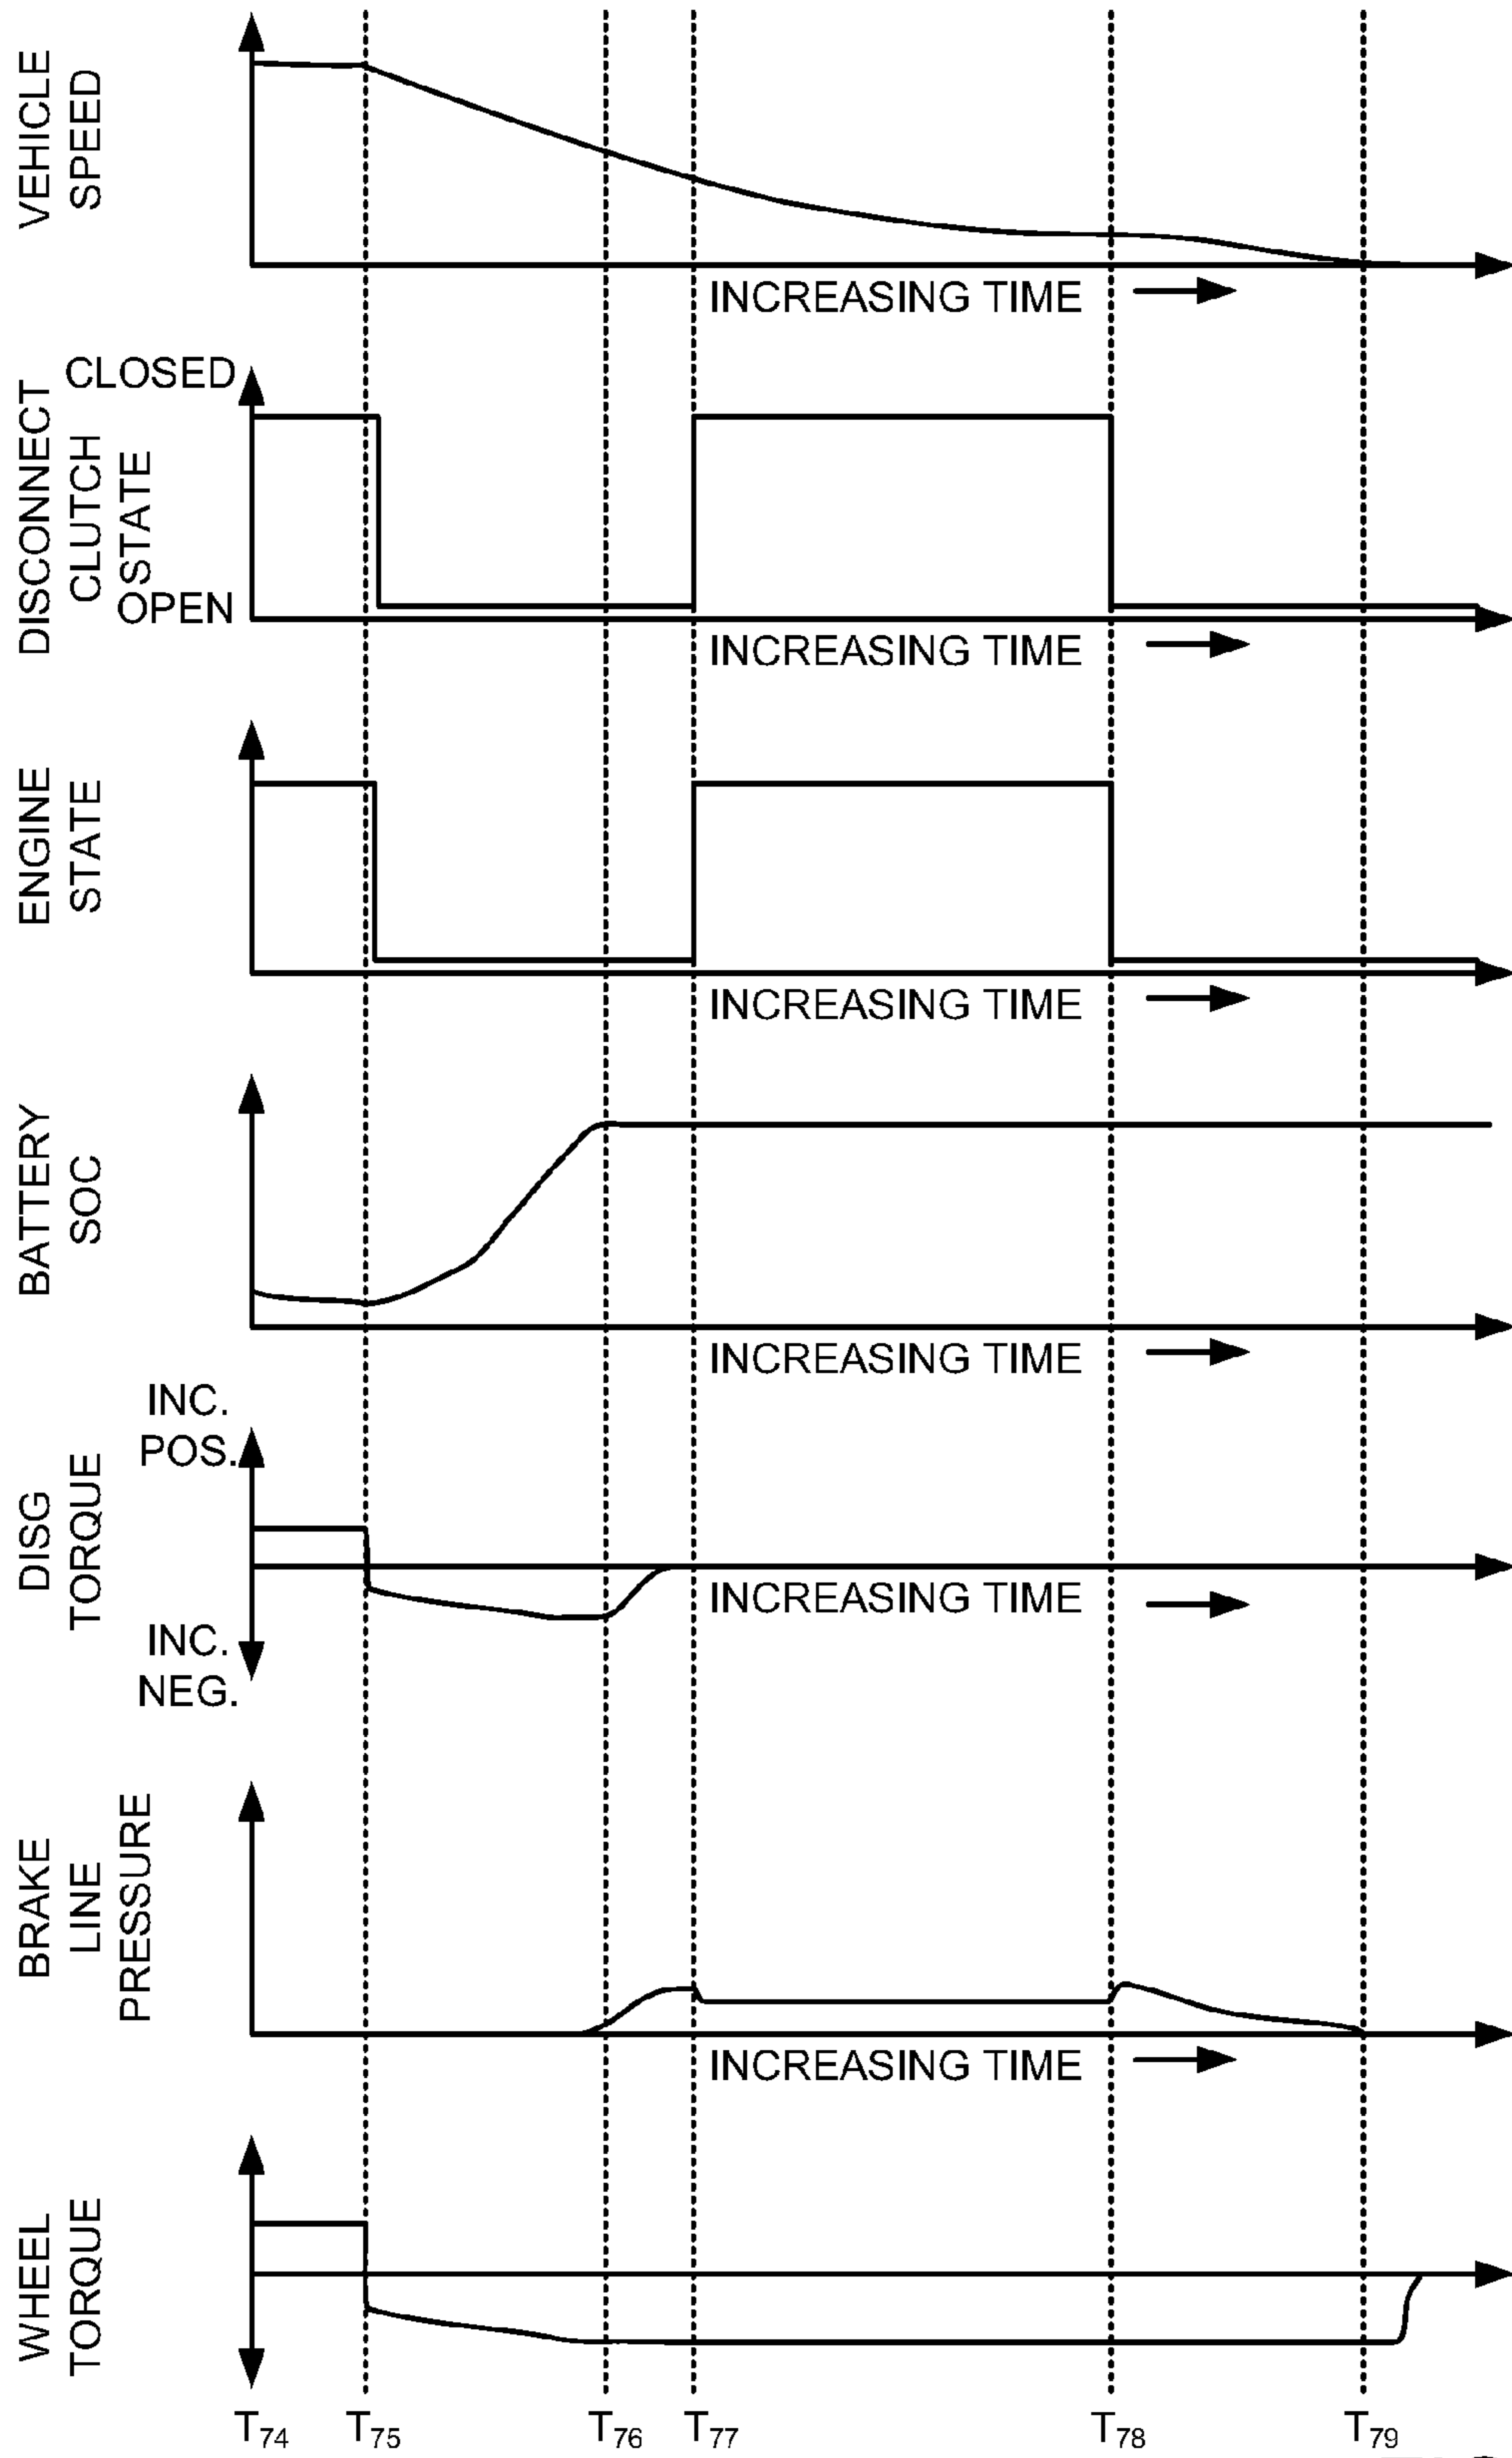 VEHICLE
SPEED
INCREASING TIME
DISCONNECT
CLUTCH
STATE
CLOSED
OPEN
INCREASING TIME
ENGINE
STATE
INCREASING TIME
BATTERY
SOC
INCREASING TIME
DISG
TORQUE
INC.
POS.
INC.
NEG.
INCREASING TIME
BRAKE
LINE
PRESSURE
INCREASING TIME
WHEEL
TORQUE
T74 T75 T76 T77 T78 T79